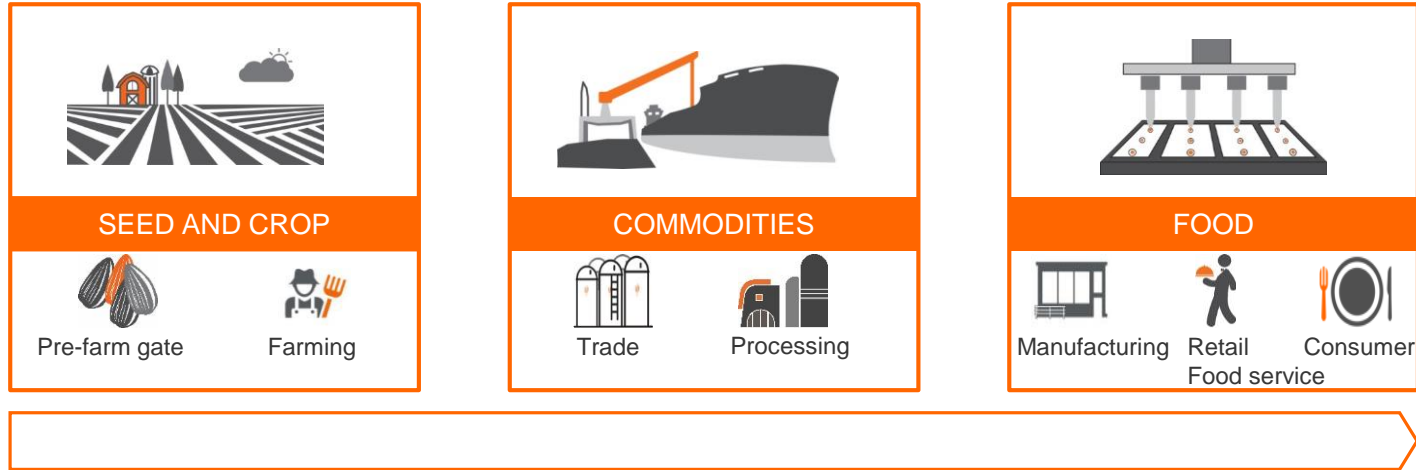 SEED AND CROP
Pre-farm gate
Farming
COMMODITIES
Trade
Processing
FOOD
Manufacturing
Retail
Food service
Consumer